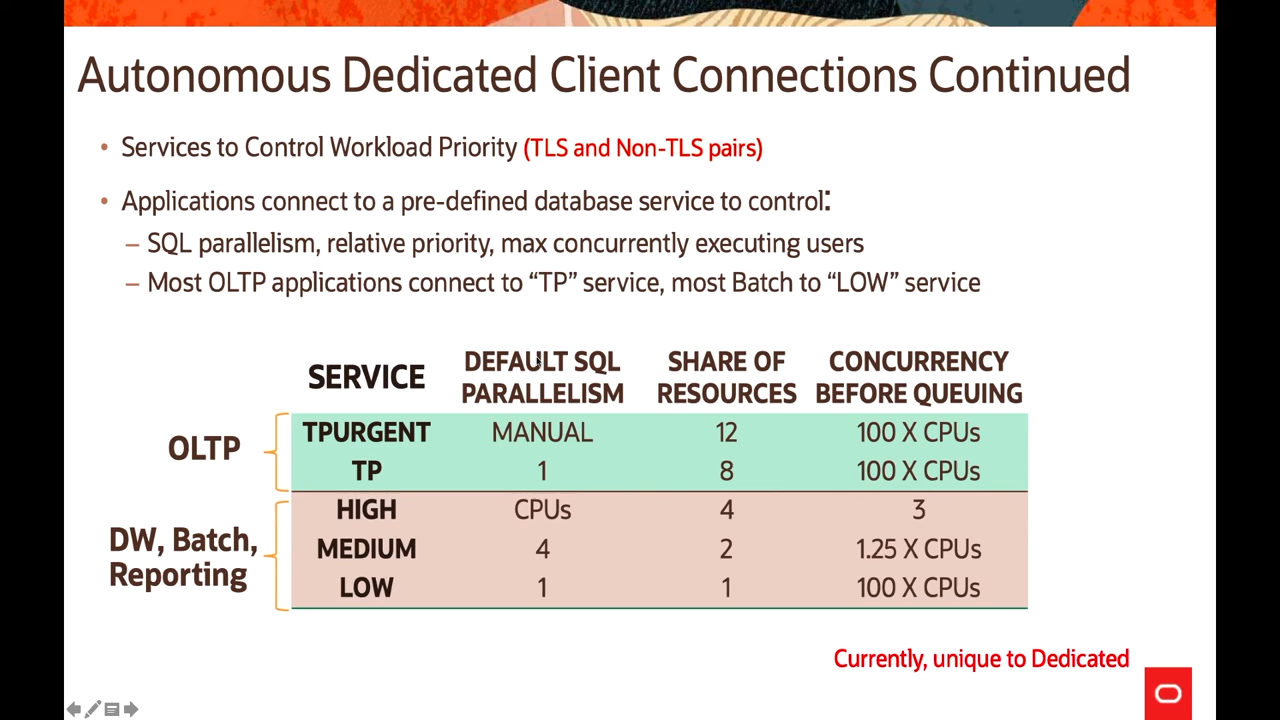 Autonomous Dedicated Client Connections Continued
• Services to Control Workload Priority (TLS and Non-TLS pairs)
• Applications connect to a pre-defined database service to control:
– SQL parallelism, relative priority, max concurrently executing users
– Most OLTP applications connect to “TP” service, most Batch to “LOW” service
SERVICE DEFAULT SQL PARALLELISM SHARE OF RESOURCES CONCURRENCY BEFORE QUEUING
OLTP
TPURGENT MANUAL 12 100 X CPUs
TP 1 8 100 X CPUs
DW, Batch,
Reporting
HIGH CPUs 4 3
MEDIUM 4 2 1.25 X CPUs
LOW 1 1 100 X CPUs
Currently, unique to Dedicated